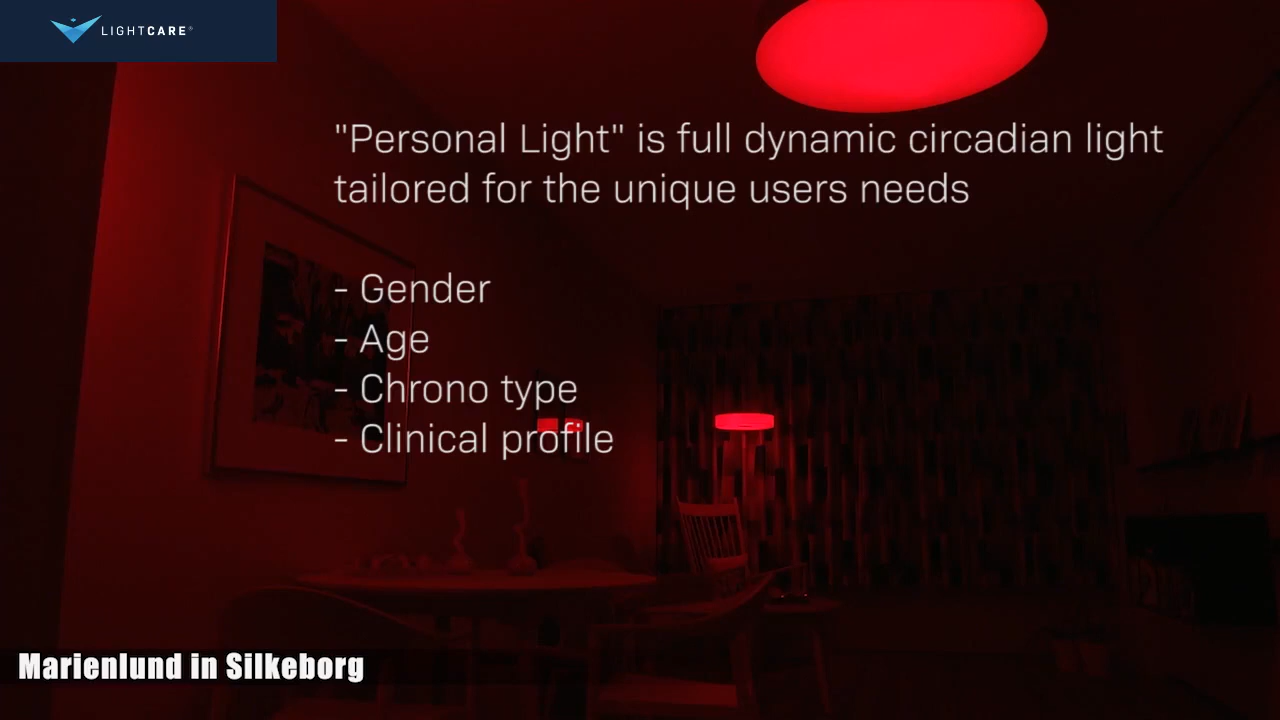 LIGHTCARE®
"Personal Light" is full dynamic circadian light
tailored for the unique users needs
- Gender
- Age
- Chrono type
- Clinical profile
Marienlund in Silkeborg